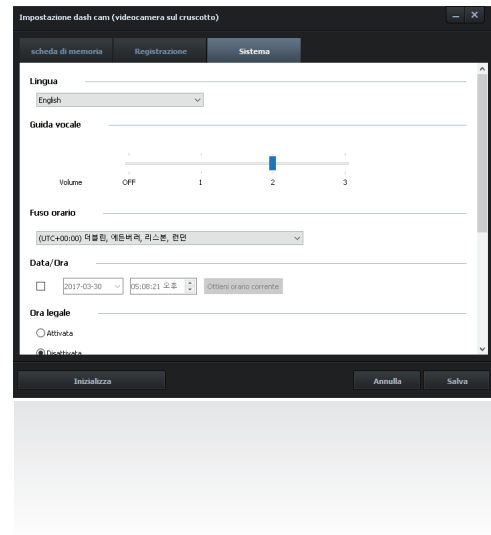 Impostazione dash cam (videocamera sul cruscotto)
scheda di memoria Registrazione Sistema
Lingua
English
Guida vocale
Volume OFF 1 2 3
Fuso orario
(UTC+00:00) 더블린, 에든버러, 리스본, 런던
Data/Ora
2017-03-30 05:08:21 오후 Ottieni orario corrente
Ora legale
Attivata
Disattivata
Inizializza Annulla Salva